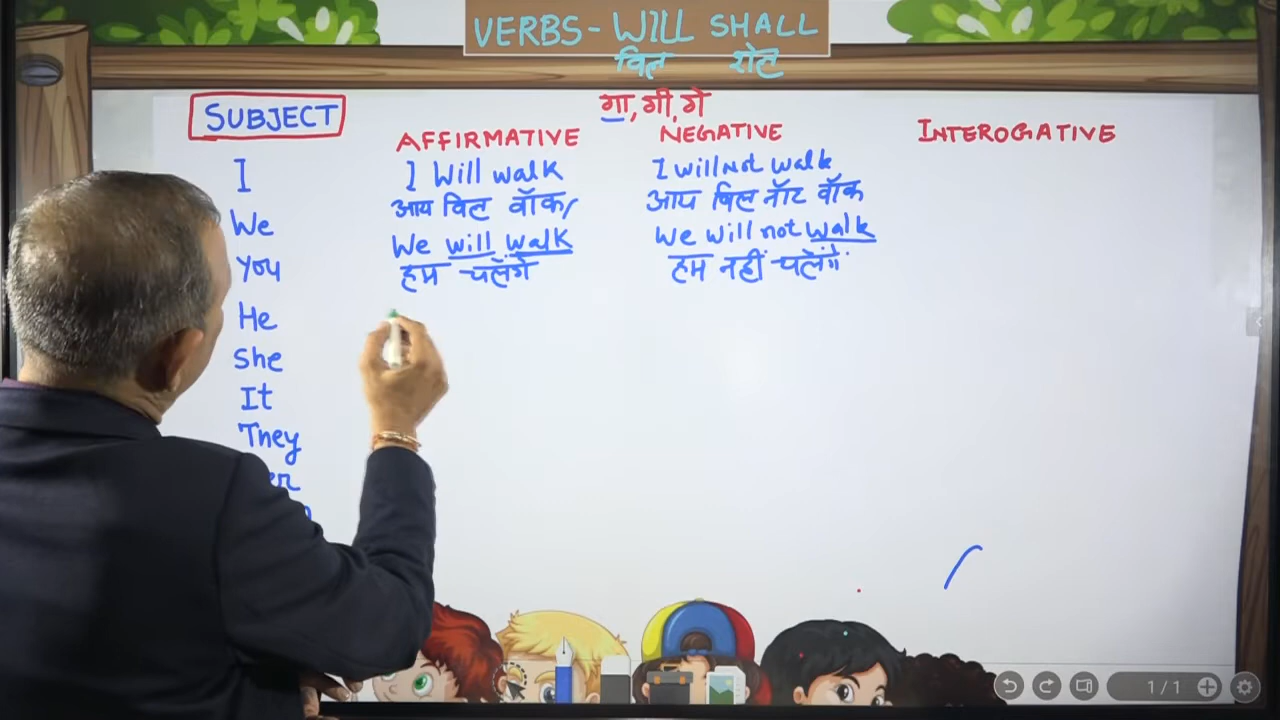 VERBS - WILL SHALL
विल शेल
गा, गी, गे
SUBJECT
AFFIRMATIVE NEGATIVE INTEROGATIVE
I
I Will walk
I will Not walk
आय विल वॉक
आय विल नॉट वॉक
We
We will walk
We will not walk
You
हम चलेंगे
हम नहीं चलेंगे
He
She
It
They
1/1